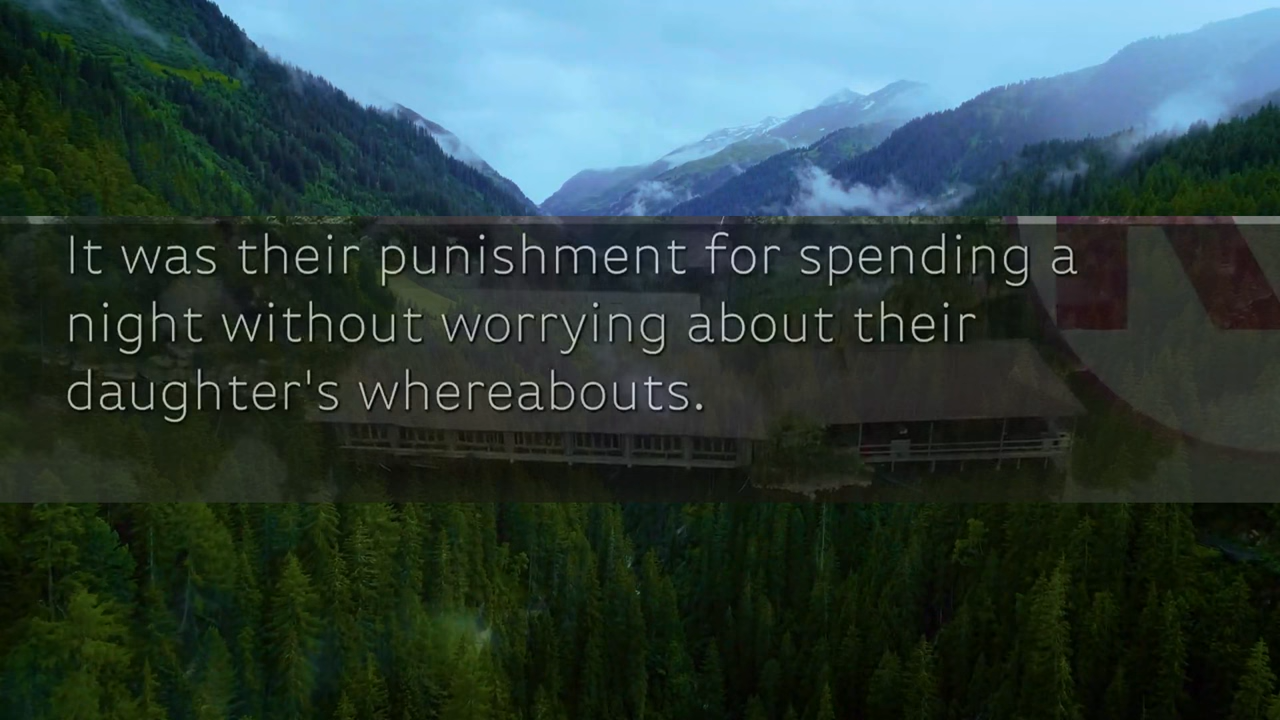 It was their punishment for spending a
night without worrying about their
daughter's whereabouts.